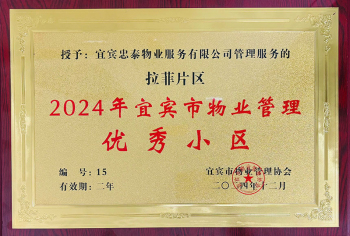 授予：宜宾忠泰物业服务有限公司管理服务的
拉菲片区
2024年宜宾市物业管理
优秀小区
编 号：15
宜宾市物业管理协会
有效期：二年
二〇二四年十二月